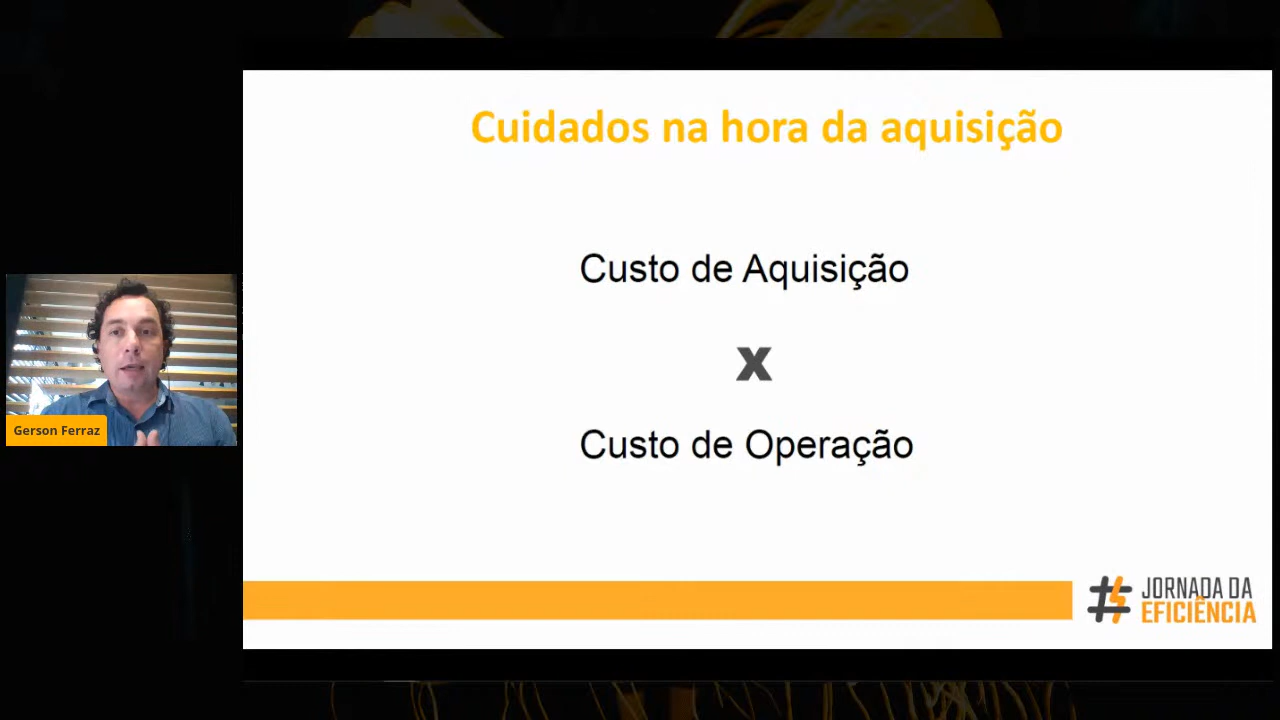 Cuidados na hora da aquisição
Custo de Aquisição
X
Custo de Operação
Gerson Ferraz
JORNADA DA
EFICIÊNCIA